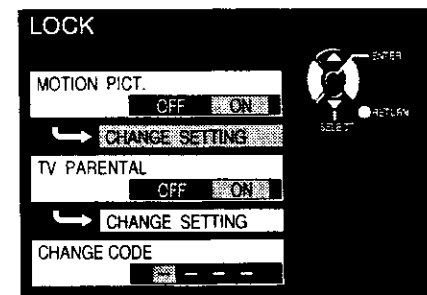 LOCK
ENTER
MOTION PICT.
OFF ON
SELECT
RETURN
CHANGE SETTING
TV PARENTAL
OFF ON
CHANGE SETTING
CHANGE CODE
– – – –